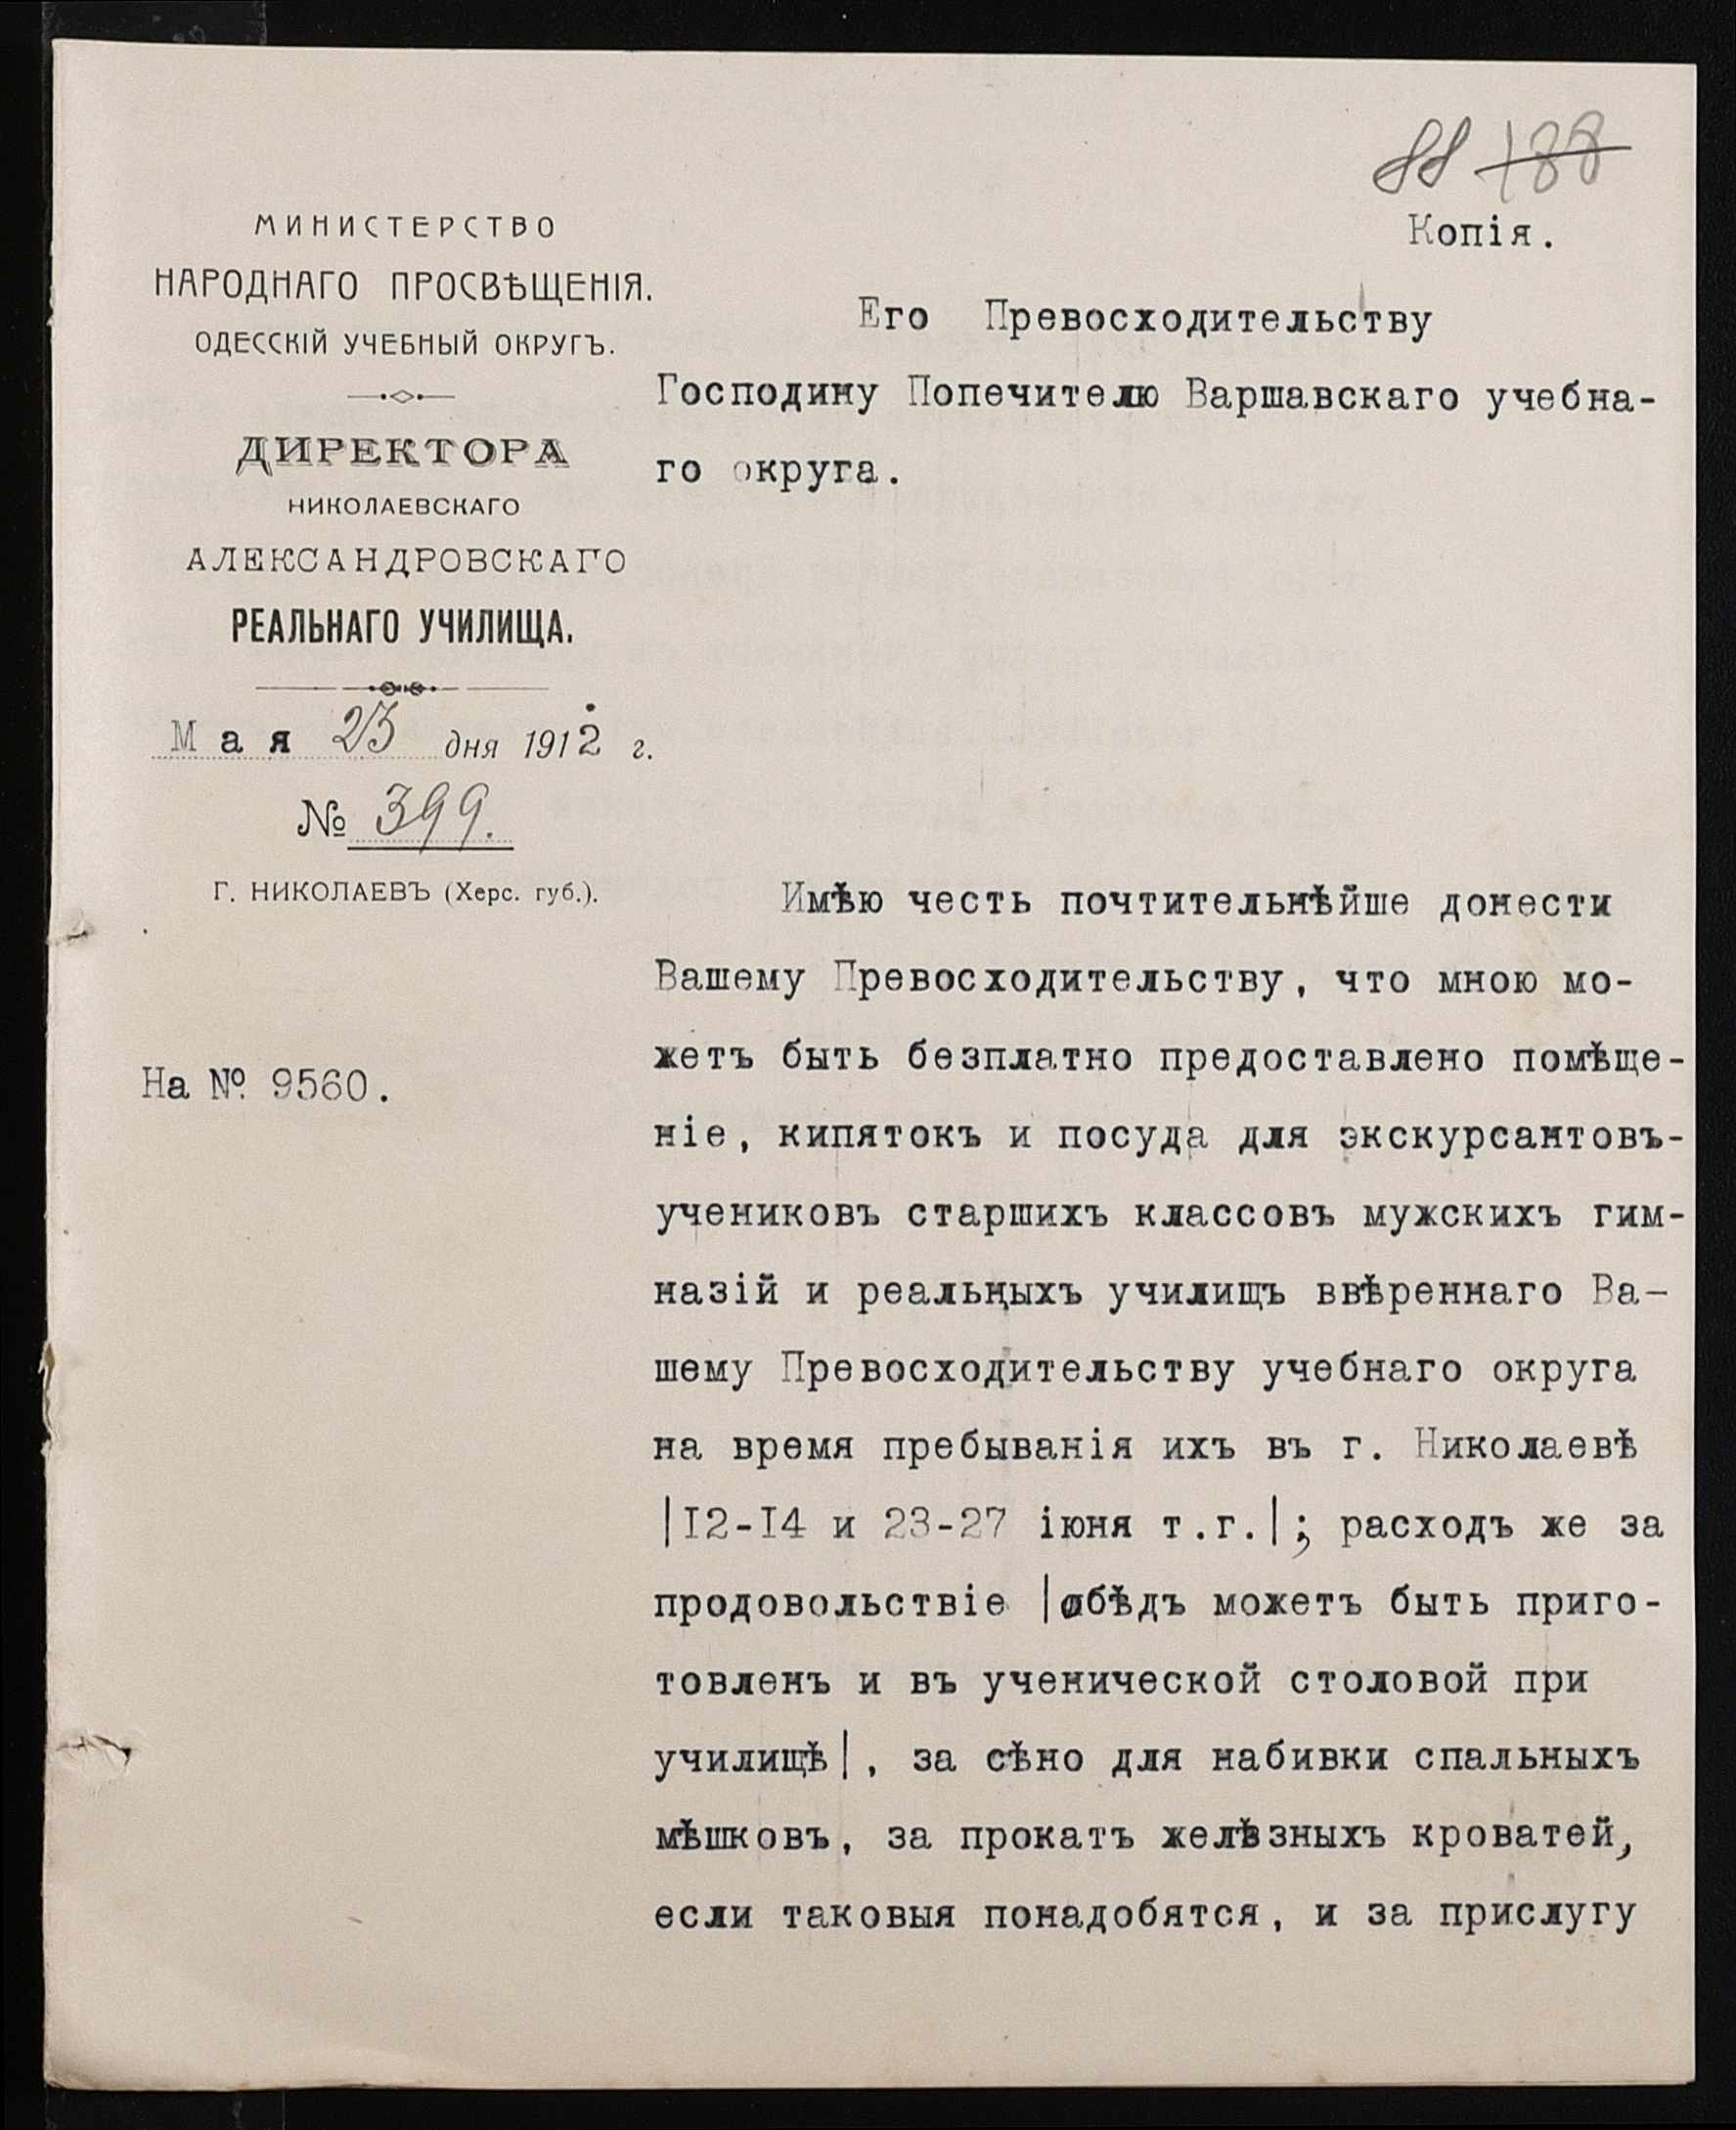 88 188
Копія.
МИНИСТЕРСТВО
НАРОДНАГО ПРОСВѢЩЕНІЯ.
ОДЕССКІЙ УЧЕБНЫЙ ОКРУГЪ.
ДИРЕКТОРА
НИКОЛАЕВСКАГО
АЛЕКСАНДРОВСКАГО
РЕАЛЬНАГО УЧИЛИЩА.
Мая 23 дня 1912 г.
№ 399.
Г. НИКОЛАЕВЪ (Херс. губ.).
На № 9560.
Его Превосходительству
Господину Попечителю Варшавскаго учебна-
го округа.
Имѣю честь почтительнѣйше донести
Вашему Превосходительству, что мною мо-
жетъ быть безплатно предоставлено помѣще-
ніе, кипятокъ и посуда для экскурсантовъ-
учениковъ старшихъ классовъ мужскихъ гим-
назій и реальныхъ училищъ ввѣреннаго Ва-
шему Превосходительству учебнаго округа
на время пребыванія ихъ въ г. Николаевѣ
|I2-I4 и 23-27 іюня т.г.|; расходъ же за
продовольствіе |обѣдъ можетъ быть приго-
товленъ и въ ученической столовой при
училищѣ|, за сѣно для набивки спальныхъ
мѣшковъ, за прокатъ желѣзныхъ кроватей,
если таковыя понадобятся, и за прислугу